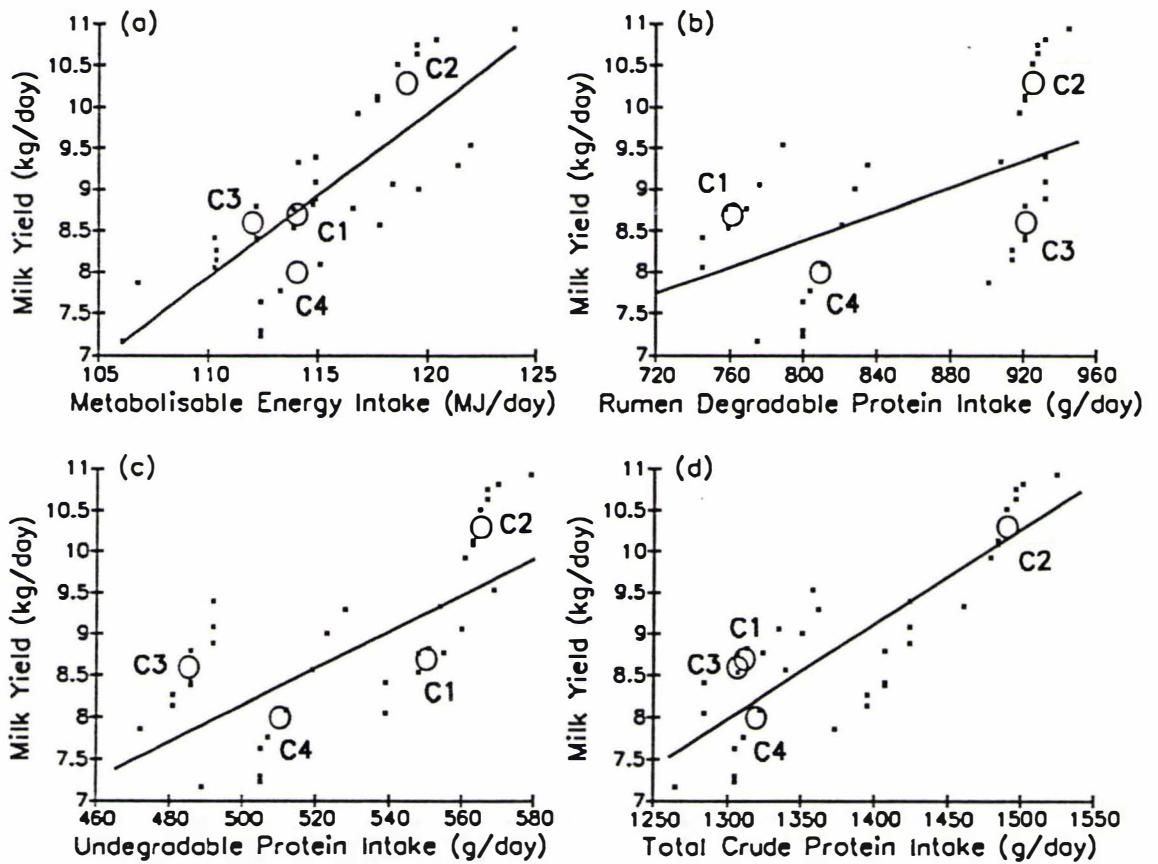 (a)
Milk Yield (kg/day)
11
10.5
10
9.5
9
8.5
8
7.5
7
C2
C3
C1
C4
105 110 115 120 125
Metabolisable Energy Intake (MJ/day)
(b)
Milk Yield (kg/day)
11
10.5
10
9.5
9
8.5
8
7.5
7
C2
C1
C3
C4
720 760 800 840 880 920 960
Rumen Degradable Protein Intake (g/day)
(c)
Milk Yield (kg/day)
11
10.5
10
9.5
9
8.5
8
7.5
7
C2
C3
C1
C4
460 480 500 520 540 560 580
Undegradable Protein Intake (g/day)
(d)
Milk Yield (kg/day)
11
10.5
10
9.5
9
8.5
8
7.5
7
C2
C1
C3
C4
1250 1300 1350 1400 1450 1500 1550
Total Crude Protein Intake (g/day)